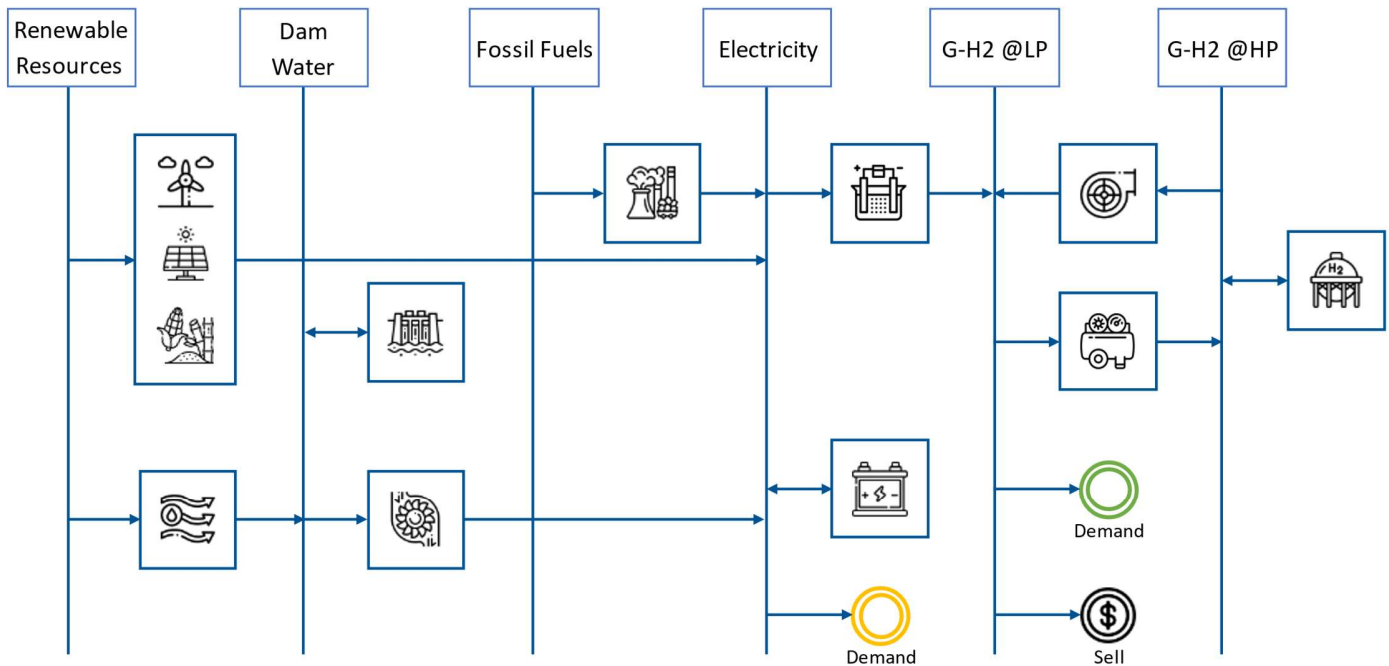 Renewable
Resources
Dam
Water
Fossil Fuels
Electricity
G-H2 @LP
G-H2 @HP
+ -
H2
+ -
Demand
Demand
$
Sell